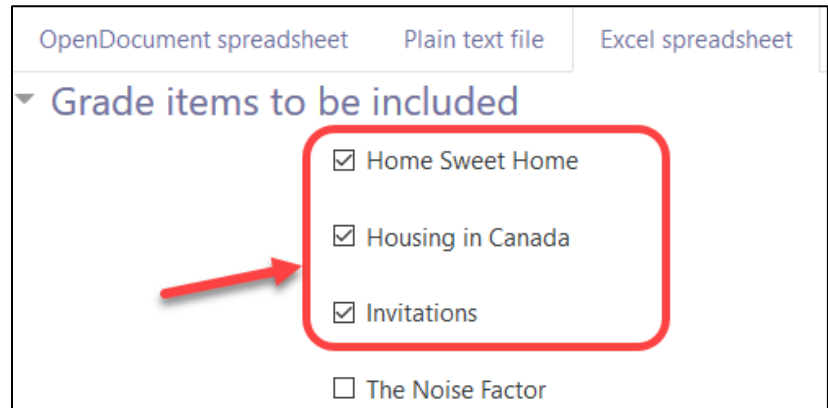 OpenDocument spreadsheet Plain text file Excel spreadsheet
Grade items to be included
Home Sweet Home
Housing in Canada
Invitations
The Noise Factor